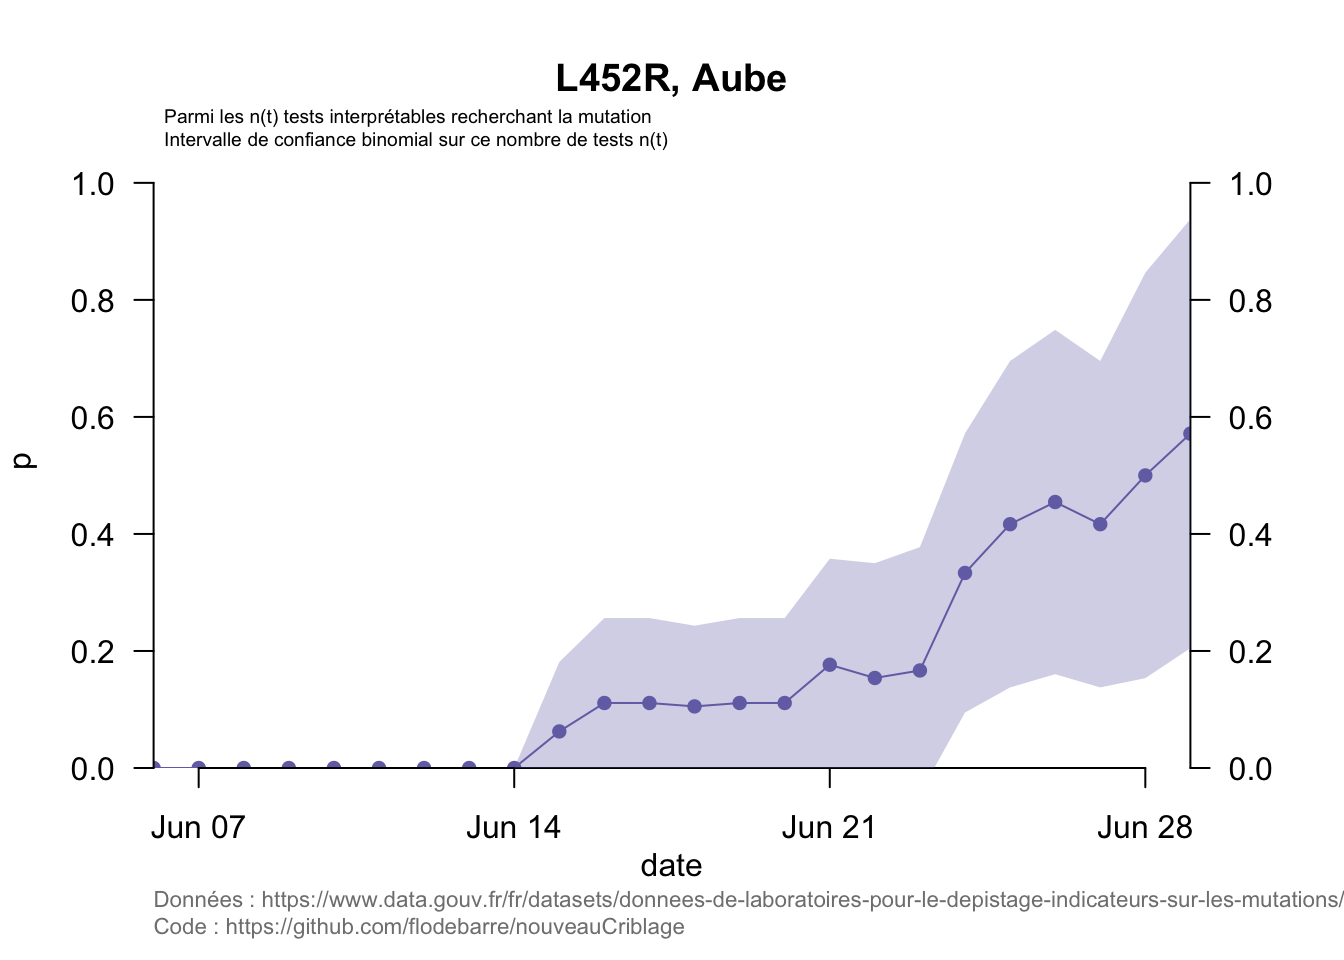 L452R, Aube
Parmi les n(t) tests interprétables recherchant la mutation
Intervalle de confiance binomial sur ce nombre de tests n(t)
1.0
0.8
0.6
0.4
0.2
0.0
p
1.0
0.8
0.6
0.4
0.2
0.0
Jun 07 Jun 14 Jun 21 Jun 28
date
Données : https://www.data.gouv.fr/fr/datasets/donnees-de-laboratoires-pour-le-depistage-indicateurs-sur-les-mutations/
Code : https://github.com/flodebarre/nouveauCriblage